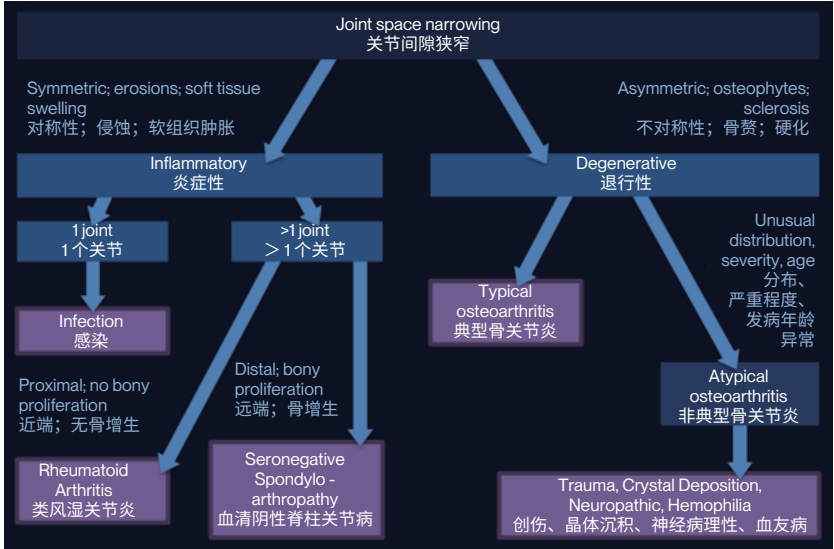 Joint space narrowing
关节间隙狭窄
Symmetric; erosions; soft tissue
swelling
对称性；侵蚀；软组织肿胀
Asymmetric; osteophytes;
sclerosis
不对称性；骨赘；硬化
Inflammatory
炎症性
Degenerative
退行性
1 joint
1个关节
>1 joint
＞1个关节
Unusual
distribution,
severity, age
分布、
严重程度、
发病年龄
异常
Infection
感染
Typical
osteoarthritis
典型骨关节炎
Proximal; no bony
proliferation
近端；无骨增生
Distal; bony
proliferation
远端；骨增生
Atypical
osteoarthritis
非典型骨关节炎
Rheumatoid
Arthritis
类风湿关节炎
Seronegative
Spondylo -
arthropathy
血清阴性脊柱关节病
Trauma, Crystal Deposition,
Neuropathic, Hemophilia
创伤、晶体沉积、神经病理性、血友病